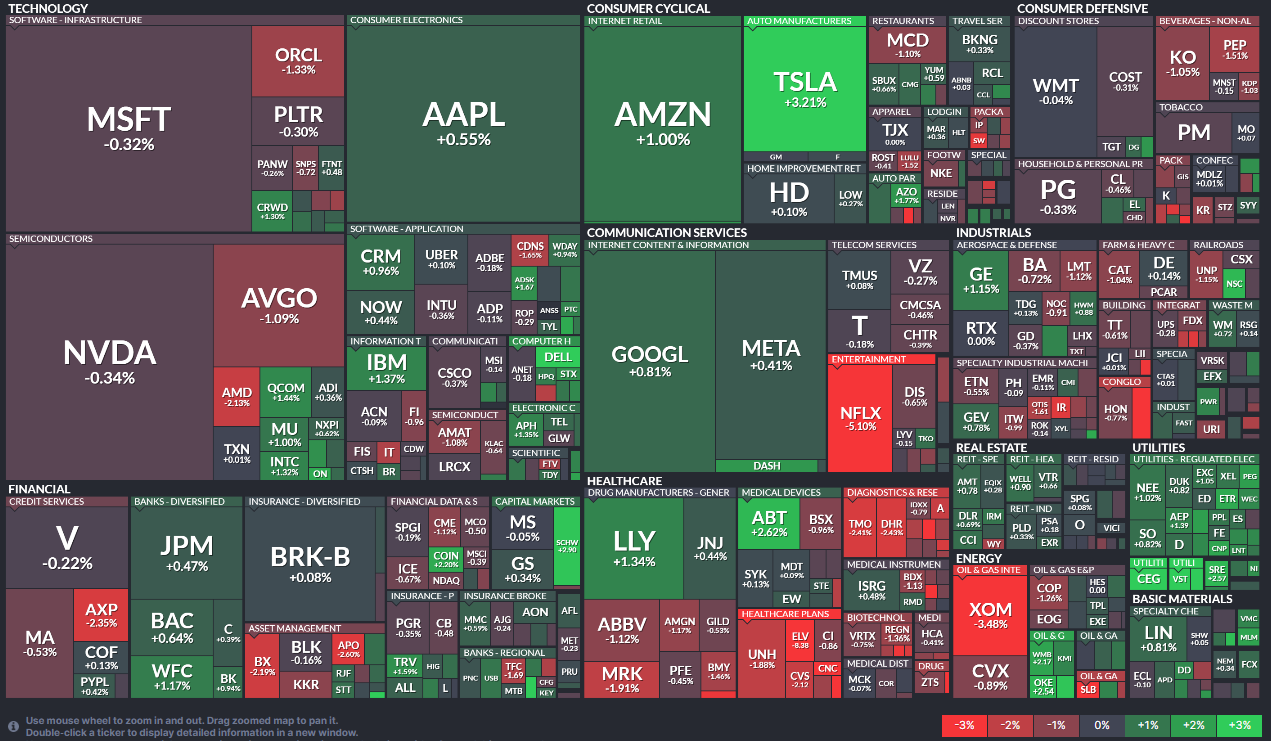 TECHNOLOGY
SOFTWARE - INFRASTRUCTURE
MSFT
-0.32%
ORCL
-1.33%
PLTR
-0.30%
PANW
-0.26%
SNPS
-0.72
FTNT
+0.48
CRWD
+1.30%
CONSUMER ELECTRONICS
AAPL
+0.55%
SEMICONDUCTORS
NVDA
-0.34%
AVGO
-1.09%
AMD
-2.13%
QCOM
+1.44%
ADI
+0.36%
TXN
+0.01%
MU
+1.00%
NXPI
+0.62%
INTC
+1.32%
ON
SOFTWARE - APPLICATION
CRM
+0.96%
UBER
+0.10%
ADBE
-0.18%
CDNS
-1.65%
WDAY
+0.94%
NOW
+0.44%
INTU
-0.36%
ADP
-0.11%
ADSK
+1.67
ROP
-0.29
ANSS
PTC
TYL
INFORMATION T
IBM
+1.37%
ACN
-0.09%
FI
-0.96
FIS
IT
CDW
CTSH
BR
COMMUNICATI
CSCO
-0.37%
MSI
-0.14
SEMICONDUCT
AMAT
-1.08%
KLAC
-0.64
LRCX
COMPUTER H
ANET
-0.18
DELL
HPQ
STX
ELECTRONIC C
APH
+1.35%
TEL
GLW
SCIENTIFIC
FTV
TDY
CONSUMER CYCLICAL
INTERNET RETAIL
AMZN
+1.00%
AUTO MANUFACTURERS
TSLA
+3.21%
GM
F
HOME IMPROVEMENT RET
HD
+0.10%
LOW
+0.27%
RESTAURANTS
MCD
-1.10%
SBUX
+0.66%
CMG
YUM
+0.59
TRAVEL SER
BKNG
+0.33%
ABNB
+0.03
RCL
CCL
APPAREL
TJX
0.00%
ROST
-0.41
LULU
-1.52
LODGIN
MAR
+0.36
HLT
PACKA
IP
SW
FOOTW
NKE
SPECIAL
AUTO PAR
AZO
+1.77%
RESIDE
LEN
NVR
CONSUMER DEFENSIVE
DISCOUNT STORES
WMT
-0.04%
COST
-0.31%
TGT
DG
BEVERAGES - NON-AL
KO
-1.05%
PEP
-1.51%
MNST
-0.15
KDP
-1.03
TOBACCO
PM
MO
+0.07
HOUSEHOLD & PERSONAL PR
PG
-0.33%
CL
-0.46%
EL
CHD
PACK
GIS
K
CONFEC
MDLZ
+0.01%
KR
STZ
SYY
COMMUNICATION SERVICES
INTERNET CONTENT & INFORMATION
GOOGL
+0.81%
META
+0.41%
DASH
TELECOM SERVICES
TMUS
+0.08%
VZ
-0.27%
T
-0.18%
CMCSA
-0.46%
CHTR
-0.39%
ENTERTAINMENT
NFLX
-5.10%
DIS
-0.65%
LYV
-0.15
TKO
INDUSTRIALS
AEROSPACE & DEFENSE
GE
+1.15%
BA
-0.72%
LMT
-1.12%
RTX
0.00%
TDG
+0.13%
NOC
-0.91
HWM
+0.88
GD
-0.37%
LHX
TXT
FARM & HEAVY C
CAT
-1.04%
DE
+0.14%
PCAR
RAILROADS
UNP
-1.15%
CSX
NSC
BUILDING
TT
-0.61%
JCI
+0.01%
LII
INTEGRAT
UPS
-0.28
FDX
WASTE M
WM
+0.72
RSG
+0.14
SPECIALTY INDUSTRIAL MACHI
ETN
-0.55%
PH
-0.09
EMR
-0.11%
CMI
GEV
+0.78%
ITW
-0.99
OTIS
-1.61
IR
ROK
-0.14
XYL
CONGLO
HON
-0.77%
SPECIA
CTAS
+0.01
VRSK
EFX
INDUST
FAST
PWR
URI
REAL ESTATE
REIT - SPE
AMT
+0.78
EQIX
+0.28
DLR
+0.69%
IRM
CCI
WY
REIT - HEA
WELL
+0.90
VTR
+0.66
REIT - IND
PLD
+0.33%
PSA
+0.18
EXR
REIT - RESID
SPG
+0.08%
O
VICI
UTILITIES
UTILITIES - REGULATED ELEC
NEE
+1.02%
DUK
+0.82
EXC
+1.05
XEL
PEG
ED
ETR
WEC
SO
+0.82%
AEP
+1.39
PPL
ES
D
FE
CNP
LNT
UTILITI
CEG
UTILI
VST
SRE
+2.57
NI
FINANCIAL
CREDIT SERVICES
V
-0.22%
MA
-0.53%
AXP
-2.35%
COF
+0.13%
PYPL
+0.42%
BANKS - DIVERSIFIED
JPM
+0.47%
BAC
+0.64%
C
+0.39%
WFC
+1.17%
BK
+0.94%
INSURANCE - DIVERSIFIED
BRK-B
+0.08%
ASSET MANAGEMENT
BX
-2.19%
BLK
-0.16%
KKR
APO
-2.60%
RJF
STT
FINANCIAL DATA & S
SPGI
-0.19%
CME
-1.12%
MCO
-0.50
ICE
-0.67%
COIN
+2.20%
MSCI
-0.39
NDAQ
CAPITAL MARKETS
MS
-0.05%
GS
+0.34%
SCHW
+2.90
INSURANCE - P
PGR
-0.35%
CB
-0.48
TRV
+1.59%
HIG
ALL
L
INSURANCE BROKE
MMC
+0.59%
AJG
-0.24
AON
AFL
MET
-0.23
PRU
BANKS - REGIONAL
PNC
USB
TFC
-1.69
MTB
CFG
KEY
HEALTHCARE
DRUG MANUFACTURERS - GENER
LLY
+1.34%
JNJ
+0.44%
ABBV
-1.12%
AMGN
-1.17%
GILD
-0.53%
MRK
-1.91%
PFE
-0.45%
BMY
-1.46%
MEDICAL DEVICES
ABT
+2.62%
BSX
-0.96%
SYK
+0.13%
MDT
+0.09%
STE
EW
HEALTHCARE PLANS
UNH
-1.88%
ELV
-8.38
CI
-0.86
CVS
-2.12
CNC
DIAGNOSTICS & RESE
TMO
-2.41%
DHR
-2.43%
IDXX
-0.79
A
MEDICAL INSTRUMEN
ISRG
+0.48%
BDX
-1.13
RMD
BIOTECHNOL
VRTX
-0.75%
REGN
-1.36%
MEDI
HCA
-0.41%
MEDICAL DIST
MCK
-0.07%
COR
DRUG
ZTS
ENERGY
OIL & GAS INTE
XOM
-3.48%
CVX
-0.89%
OIL & GAS E&P
COP
-1.26%
HES
0.00
EOG
TPL
EXE
OIL & G
WMB
+2.17
KMI
OKE
+2.54
OIL & GA
OIL & GA
SLB
BASIC MATERIALS
SPECIALTY CHE
LIN
+0.81%
SHW
+0.05
ECL
-0.10
APD
DD
VMC
MLM
NEM
+0.34
FCX
Use mouse wheel to zoom in and out. Drag zoomed map to pan it.
Double-click a ticker to display detailed information in a new window.
-3%
-2%
-1%
0%
+1%
+2%
+3%